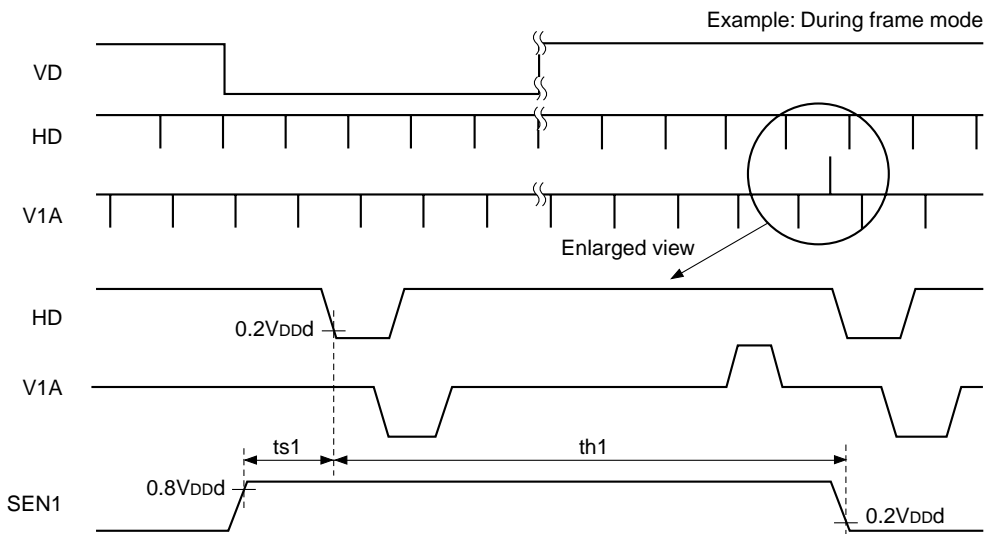 Example: During frame mode
VD
HD
V1A
Enlarged view
HD
0.2VDDd
V1A
ts1
th1
0.8VDDd
SEN1
0.2VDDd